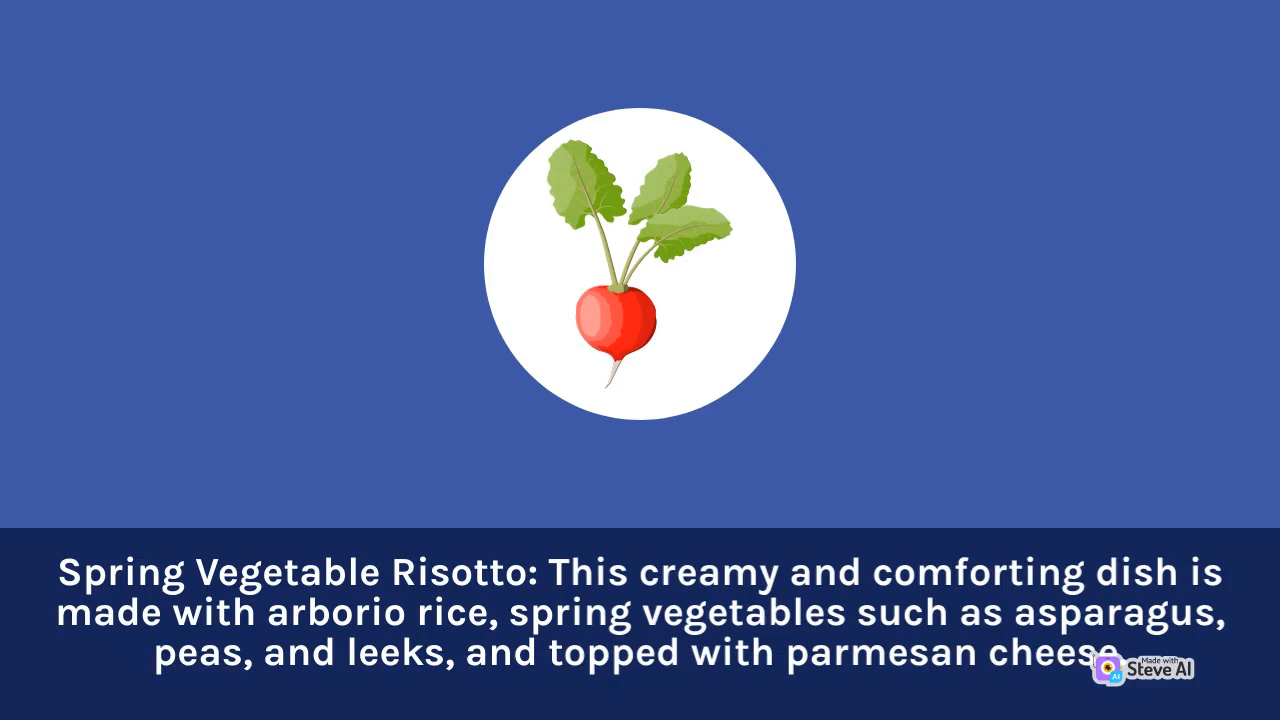 Spring Vegetable Risotto: This creamy and comforting dish is
made with arborio rice, spring vegetables such as asparagus,
peas, and leeks, and topped with parmesan cheese.
Made with
Steve AI
AI